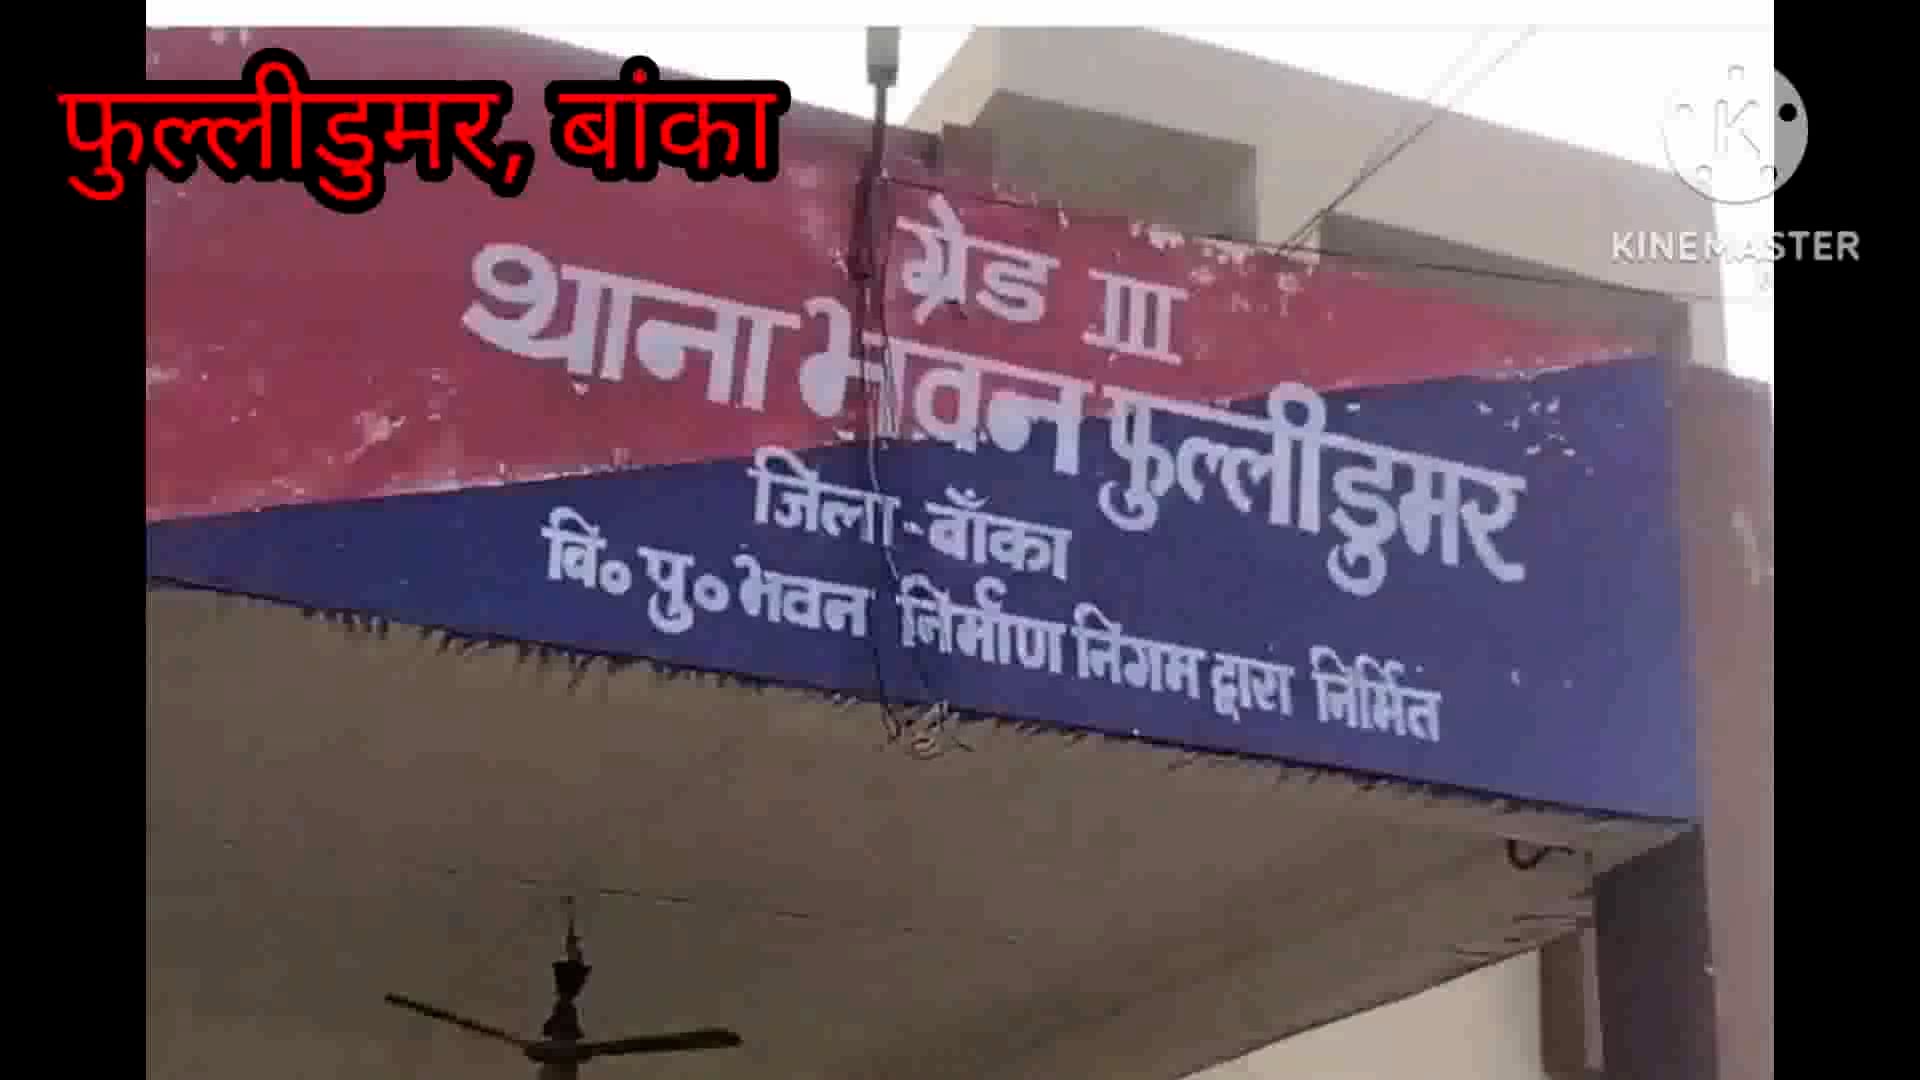 फुल्लीडुमर, बांका
KINEMASTER
ग्रेड III
थाना भवन फुल्लीडुमर
जिला - बाँका
बि० पु० भवन निर्माण निगम द्वारा निर्मित